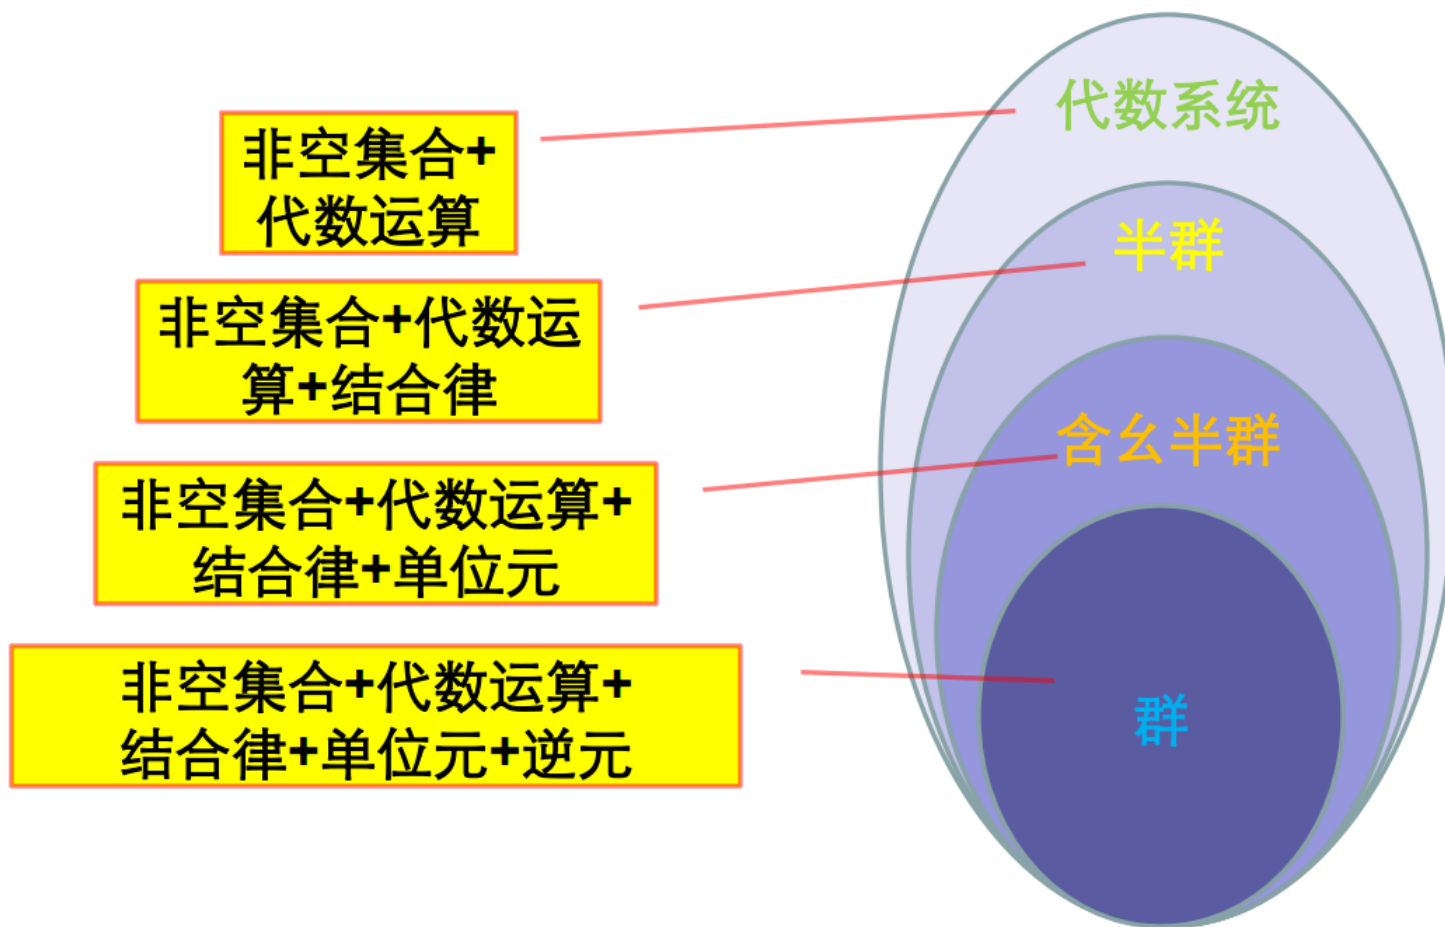 代数系统
非空集合+
代数运算
半群
非空集合+代数运
算+结合律
含幺半群
非空集合+代数运算+
结合律+单位元
非空集合+代数运算+
结合律+单位元+逆元
群